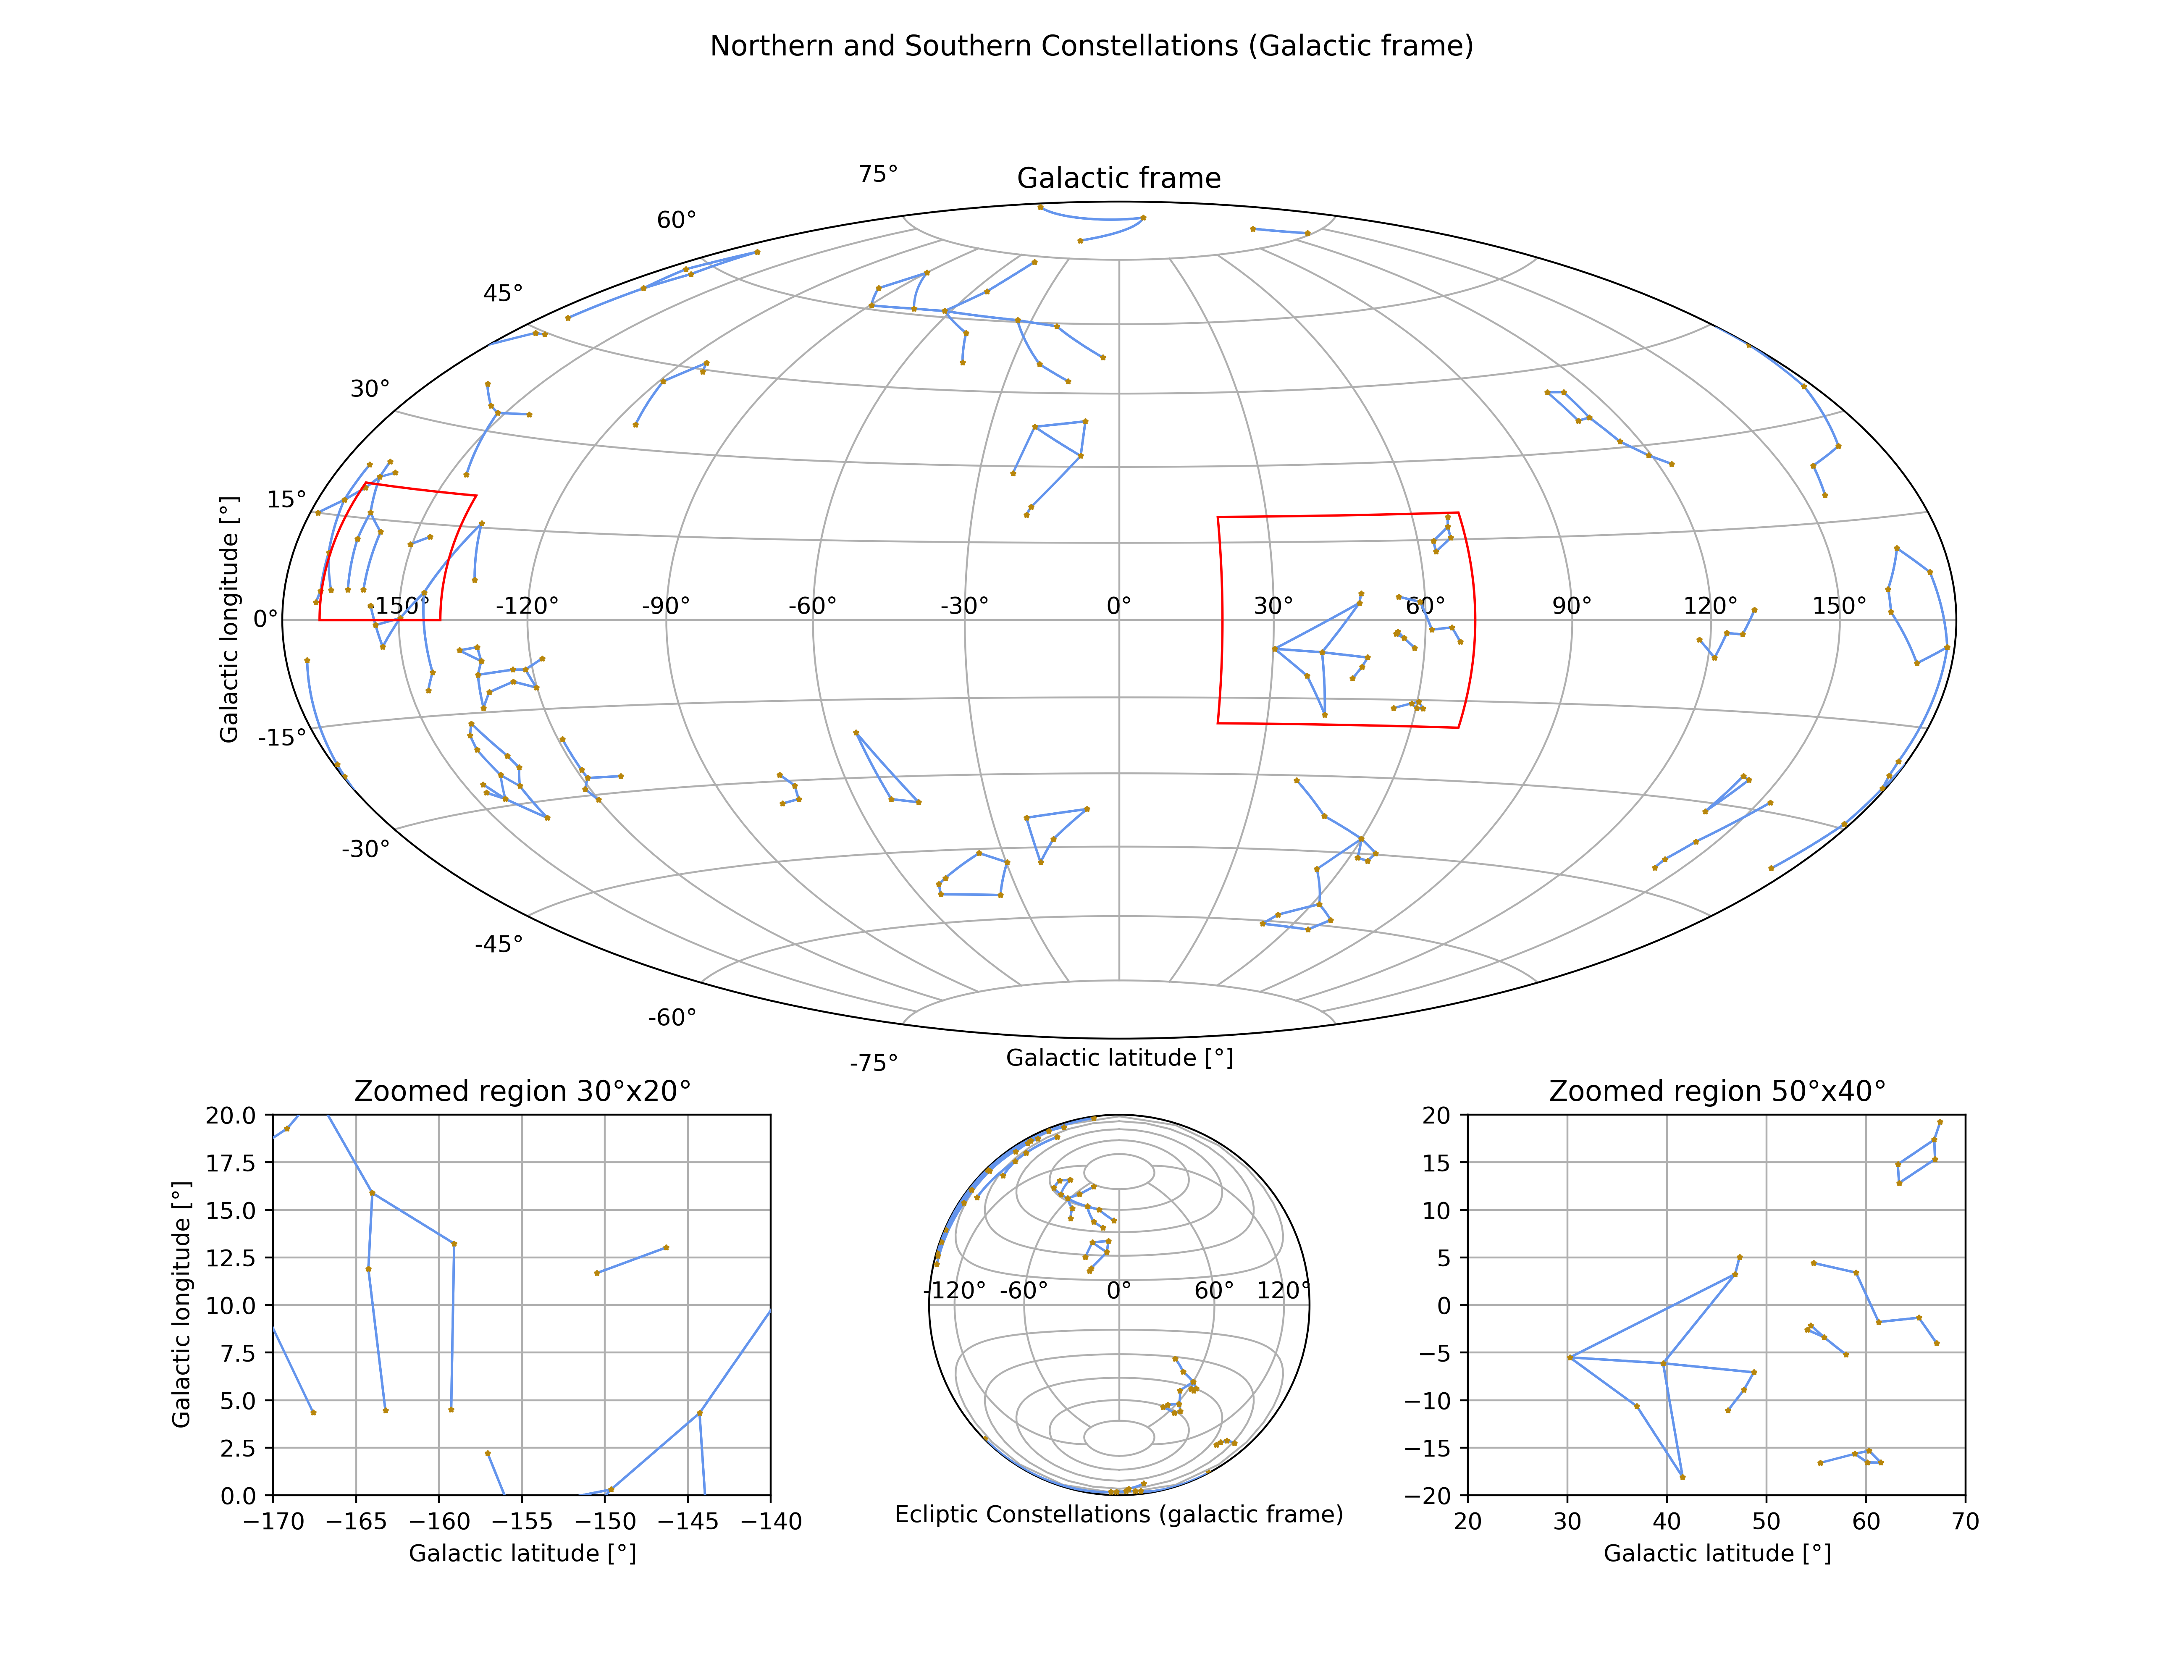 Northern and Southern Constellations (Galactic frame)
Galactic frame
75°
60°
45°
30°
15°
0°
-15°
-30°
-45°
-60°
-75°
-150° -120° -90° -60° -30° 0° 30° 60° 90° 120° 150°
Galactic longitude [°]
Galactic latitude [°]
Zoomed region 30°x20°
20.0
17.5
15.0
12.5
10.0
7.5
5.0
2.5
0.0
−170 −165 −160 −155 −150 −145 −140
Galactic longitude [°]
Galactic latitude [°]
-120° -60° 0° 60° 120°
Ecliptic Constellations (galactic frame)
Zoomed region 50°x40°
20
15
10
5
0
−5
−10
−15
−20
20 30 40 50 60 70
Galactic latitude [°]